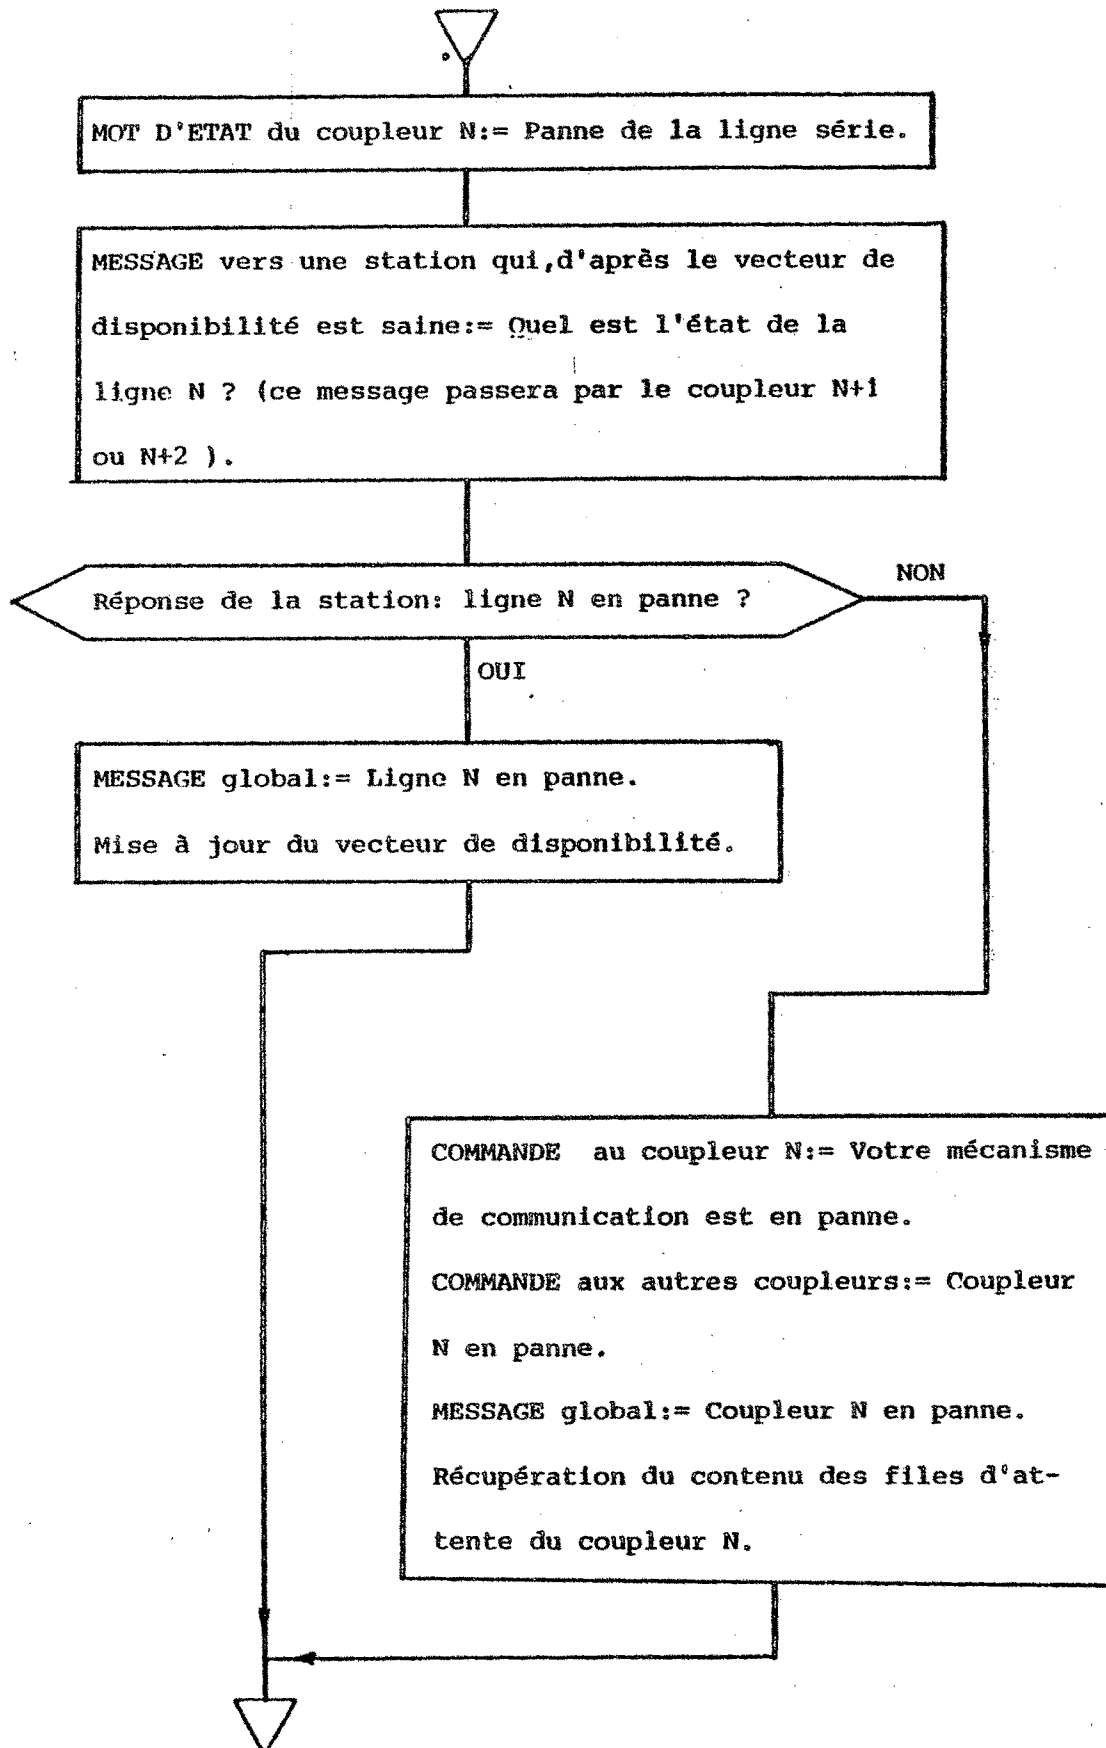 MOT D'ETAT du coupleur N:= Panne de la ligne série.
MESSAGE vers une station qui,d'après le vecteur de
disponibilité est saine:= Quel est l'état de la
ligne N ? (ce message passera par le coupleur N+1
ou N+2 ).
Réponse de la station: ligne N en panne ?
NON
OUI
MESSAGE global:= Ligne N en panne.
Mise à jour du vecteur de disponibilité.
COMMANDE au coupleur N:= Votre mécanisme
de communication est en panne.
COMMANDE aux autres coupleurs:= Coupleur
N en panne.
MESSAGE global:= Coupleur N en panne.
Récupération du contenu des files d'at-
tente du coupleur N.